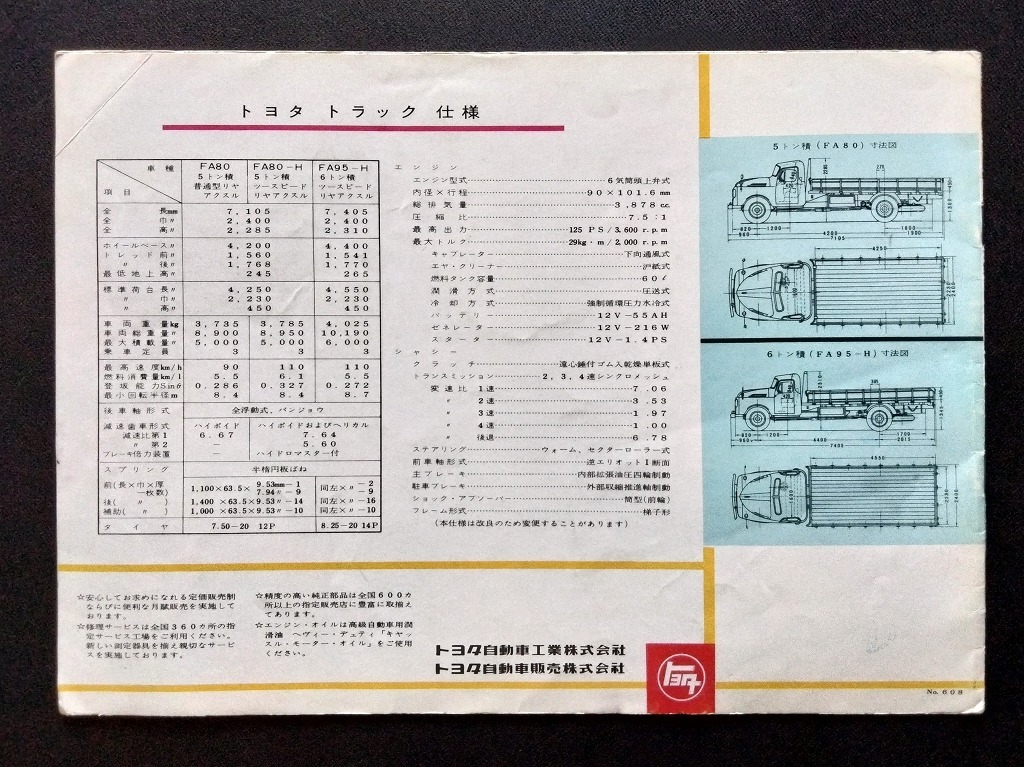 トヨタ トラック 仕様
車種 FA80 FA80-H FA95-H
5トン積 5トン積 6トン積
項目 普通型リヤアクスル ツースピードリヤアクスル ツースピードリヤアクスル
全長mm 7,105 7,405
全巾〃 2,400 2,400
全高〃 2,285 2,310
ホイールベース〃 4,200 4,400
トレッド前〃 1,560 1,541
〃 後〃 1,768 1,770
最低地上高〃 245 265
標準荷台長〃 4,250 4,550
〃 巾〃 2,230 2,230
〃 高〃 450 450
車両重量kg 3,735 3,785 4,025
車両総重量〃 8,900 8,950 10,190
最大積載量〃 5,000 5,000 6,000
乗車定員 3 3 3
最高速度km/h 90 110 110
燃料消費量km/l 5.5 6.1 5.5
登坂能力Sinθ 0.286 0.327 0.272
最小回転半径m 8.4 8.4 8.7
後車軸形式 全浮動式、バンジョウ
減速歯車形式 ハイポイド ハイポイドおよびヘリカル
減速比第1 6.67 7.64
〃 第2 — 5.60
ブレーキ倍力装置 — ハイドロマスター付
スプリング 半楕円板ばね
前(長×巾×厚一枚数) 1,100×63.5× 9.53mm-1 7.94〃-9 同左×〃-2 -9
後(〃) 1,400×63.5×9.53〃-14 同左×〃-16
補助(〃) 1,000×63.5×9.53〃-10 同左×〃-10
タイヤ 7.50-20 12P 8.25-20 14P
エンジン
エンジン型式 6気筒頭上弁式
内径×行程 90×101.6mm
総排気量 3,878cc
圧縮比 7.5:1
最高出力 125 PS/3,600 r.p.m
最大トルク 29kg・m/2,000 r.p.m
キャブレーター 下向通風式
エヤ・クリーナー 沪紙式
燃料タンク容量 60ℓ
潤滑方式 圧送式
冷却方式 強制循環圧力水冷式
バッテリ 12V-55AH
ゼネレータ 12V-216W
スタータ 12V-1.4PS
シャシー
クラッチ 遠心錘付ゴム入乾燥単板式
トランスミッション 2,3,4速シンクロメッシュ
変速比 1速 7.06
〃 2速 3.53
〃 3速 1.97
〃 4速 1.00
〃 後退 6.78
ステアリング ウォーム、セクターローラー式
前車軸形式 逆エリオットI断面
主ブレーキ 内部拡張油圧四輪制動
駐車ブレーキ 外部収縮推進軸制動
ショック・アブソーバー 筒型(前輪)
フレーム形式 梯子形
(本仕様は改良のため変更することがあります)
5トン積(FA80)寸法図
2285
275
820
1200
1800
960
4200
1900
7105
4250
2230
2400
6トン積(FA95-H)寸法図
2310
385
820
1200
1700
960
4400
2015
7405
4550
2230
2400
☆安心してお求めになれる定価販売制
ならびに便利な月賦販売を実施して
おります。
☆修理サービスは全国360カ所の指
定サービス工場をご利用ください。
新しい測定器具を揃え親切なサービ
スを実施しております。
☆精度の高い純正部品は全国600カ
所以上の指定販売店に豊富に取揃え
てあります。
☆エンジン・オイルは高級自動車用潤
滑油 ヘヴィー・デュティ「キヤッ
スル・モーター・オイル」をご使用
ください。
トヨタ自動車工業株式会社
トヨタ自動車販売株式会社
トヨタ
No.608